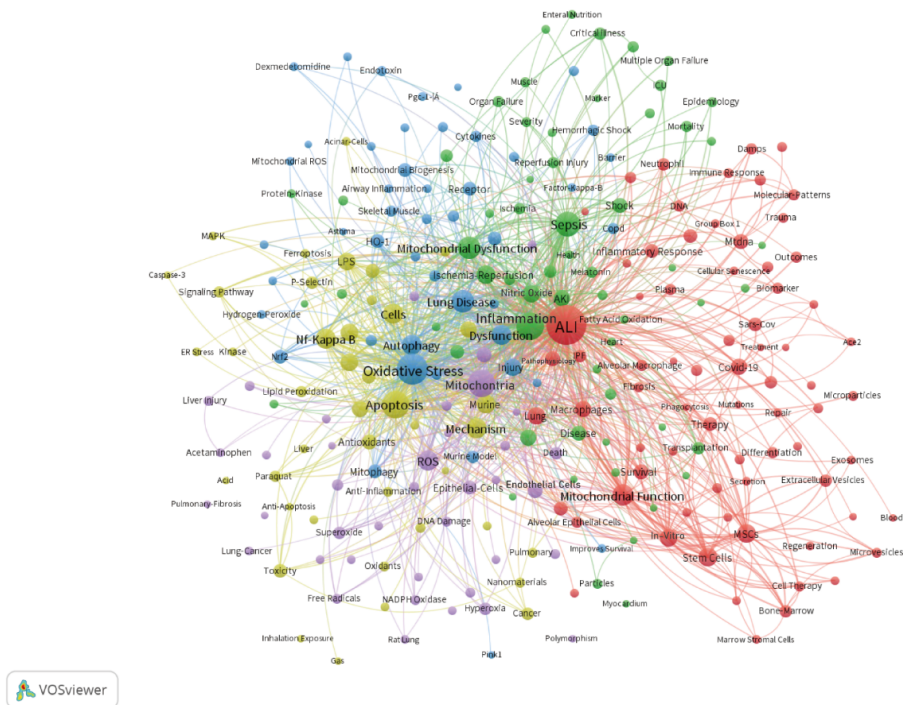 Enteral Nutrition
Critical Illness
Dexmedetomidine
Endotoxin
Multiple Organ Failure
Muscle
ICU
Organ Failure
Marker
Epidemiology
Severity
Hemorrhagic Shock
Mortality
Cytokines
Acinar-Cells
Damps
Mitochondrial ROS
Mitochondrial Biogenesis
Reperfusion Injury
Barrier
Neutrophil
Immune Response
Airway Inflammation
Receptor
Factor-Kappa-B
Protein-Kinase
Molecular-Patterns
Skeletal Muscle
Ischemia
Shock
DNA
Trauma
Asthma
Sepsis
Copd
Group Box 1
MAPK
HO-1
Mitochondrial Dysfunction
Health
Inflammatory Response
Mtdna
Ferroptosis
LPS
Outcomes
Caspase-3
Ischemia-Reperfusion
Melatonin
Cellular Senescence
P-Selectin
Signaling Pathway
Nitric Oxide
AKI
Plasma
Biomarker
Lung Disease
Hydrogen-Peroxide
Cells
Inflammation
ALI
Fatty Acid Oxidation
Sars-Cov
Nf-Kappa B
Autophagy
Dysfunction
Heart
Treatment
Ace2
ER Stress
Kinase
Nrf2
Pathophysiology
IPF
Oxidative Stress
Injury
Alveolar Macrophage
Covid-19
Lipid Peroxidation
Mitochontria
Fibrosis
Liver Injury
Apoptosis
Murine
Lung
Macrophages
Phagocytosis
Mutations
Microparticles
Repair
Mechanism
Disease
Therapy
Antioxidants
Acetaminophen
Liver
Murine Model
Death
Transplantation
Differentiation
ROS
Exosomes
Acid
Paraquat
Mitophagy
Survival
Secretion
Extracellular Vesicles
Anti-Inflammation
Epithelial-Cells
Endothelial Cells
Mitochondrial Function
Pulmonary-Fibrosis
Anti-Apoptosis
DNA Damage
Alveolar Epithelial Cells
Blood
Superoxide
In-Vitro
MSCs
Lung-Cancer
Pulmonary
Improves Survival
Regeneration
Microvesicles
Stem Cells
Toxicity
Oxidants
Nanomaterials
Particles
Cell Therapy
Free Radicals
NADPH Oxidase
Hyperoxia
Cancer
Myocardium
Bone-Marrow
Inhalation Exposure
Rat Lung
Polymorphism
Marrow Stromal Cells
Gas
Pink1
VOSviewer